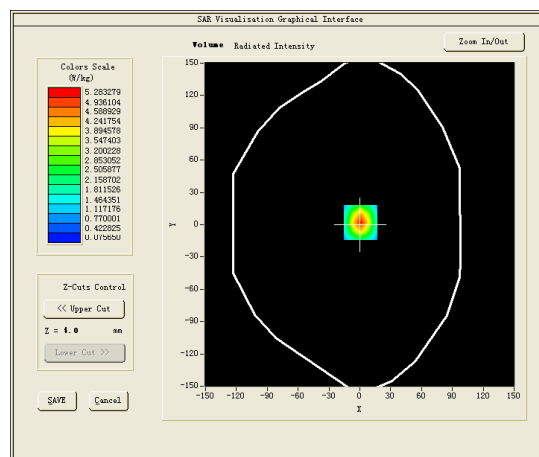 SAR Visualisation Graphical Interface
Volume Radiated Intensity
Zoom In/Out
Colors Scale
(W/kg)
5.283279
4.936104
4.588929
4.241754
3.894578
3.547403
3.200228
2.853052
2.505877
2.158702
1.811526
1.464351
1.117176
0.770001
0.422825
0.075650
Z-Cuts Control
<< Upper Cut
Z = 4.0 mm
Lower Cut >>
SAVE Cancel
150
120
90
60
30
0
-30
-60
-90
-120
-150
Y
-150 -120 -90 -60 -30 0 30 60 90 120 150
X